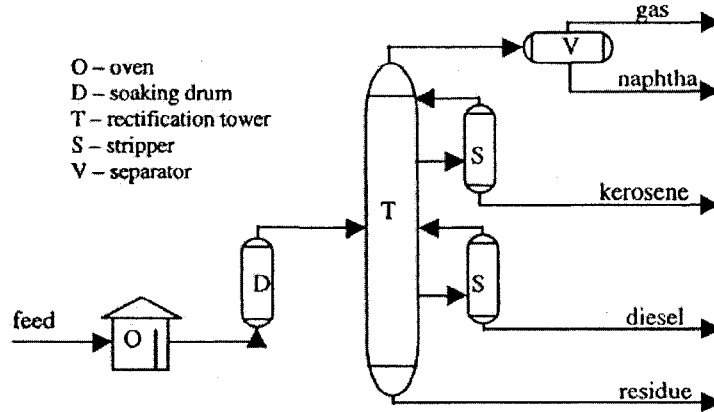 gas
V
naphtha
O – oven
D – soaking drum
T – rectification tower
S – stripper
V – separator
S
kerosene
T
D
S
feed
O
diesel
residue